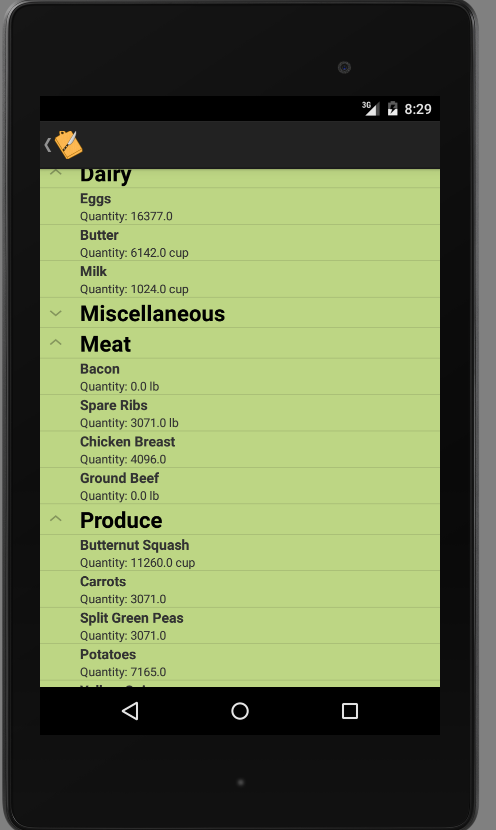 3G 8:29
Dairy
Eggs
Quantity: 16377.0
Butter
Quantity: 6142.0 cup
Milk
Quantity: 1024.0 cup
Miscellaneous
Meat
Bacon
Quantity: 0.0 lb
Spare Ribs
Quantity: 3071.0 lb
Chicken Breast
Quantity: 4096.0
Ground Beef
Quantity: 0.0 lb
Produce
Butternut Squash
Quantity: 11260.0 cup
Carrots
Quantity: 3071.0
Split Green Peas
Quantity: 3071.0
Potatoes
Quantity: 7165.0